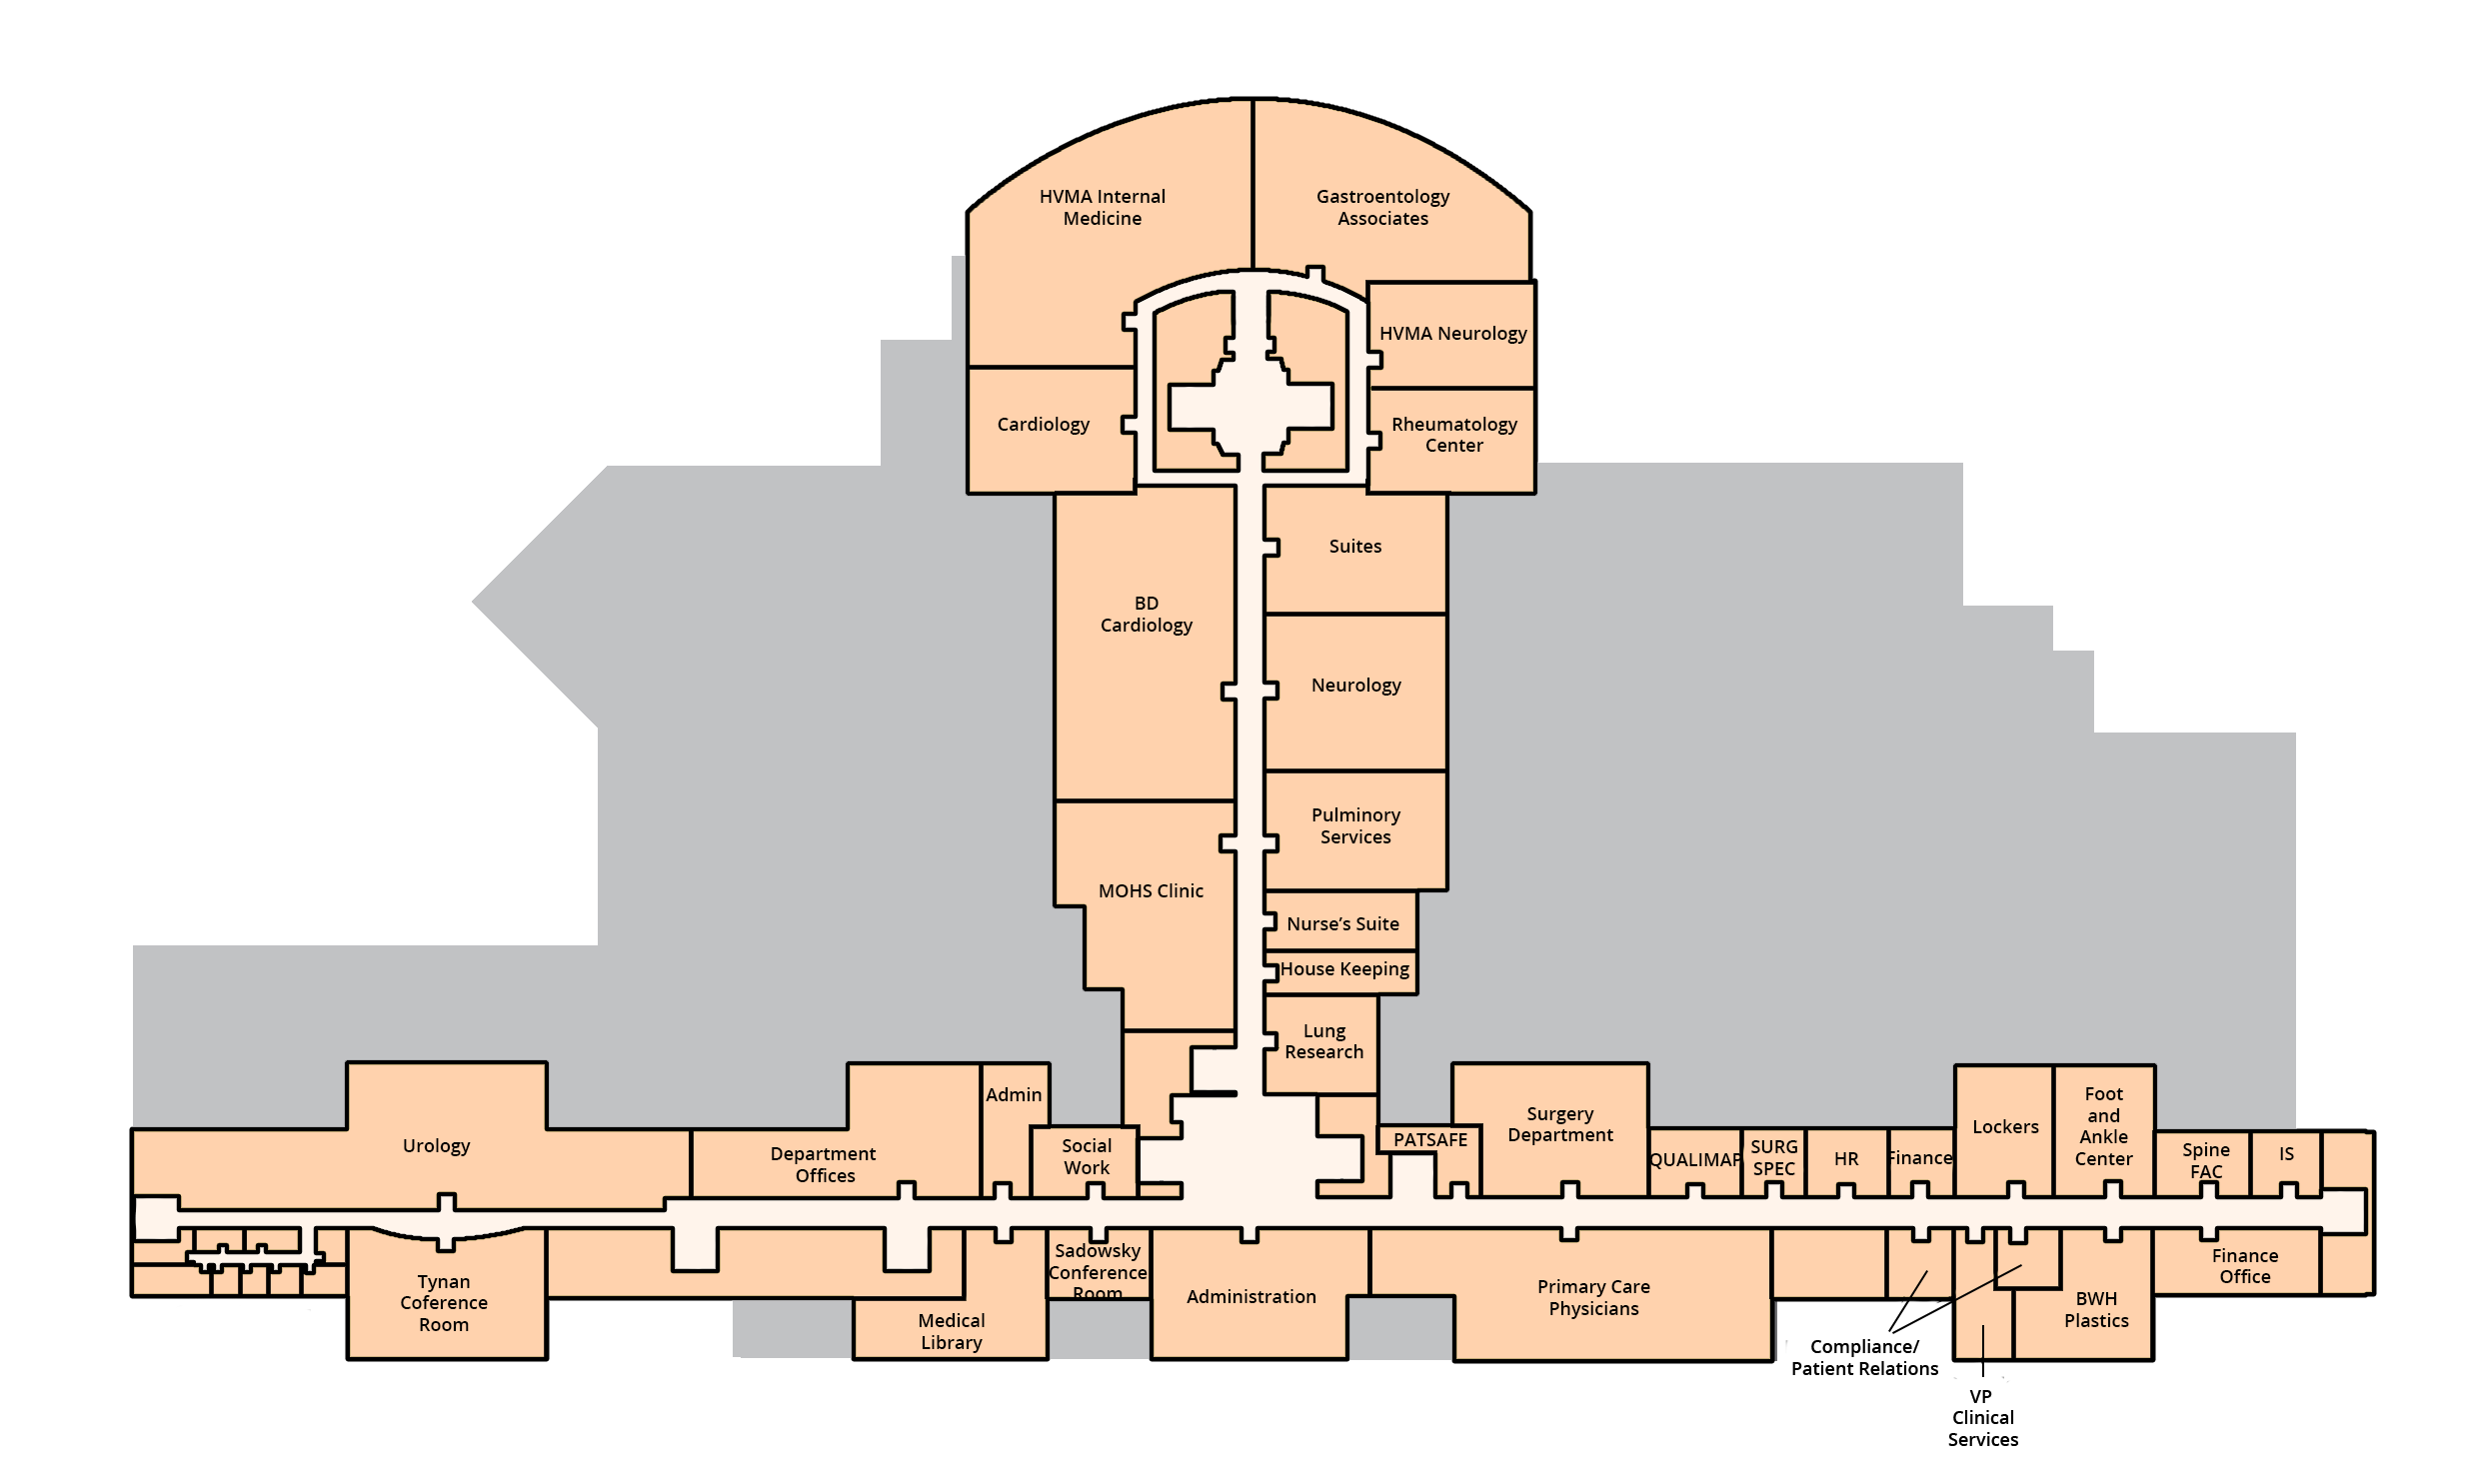 HVMA Internal
Medicine
Gastroentology
Associates
HVMA Neurology
Cardiology
Rheumatology
Center
Suites
BD
Cardiology
Neurology
Pulminory
Services
MOHS Clinic
Nurse’s Suite
House Keeping
Lung
Research
Urology
Department
Offices
Admin
Social
Work
PATSAFE
Surgery
Department
QUALIMAP
SURG
SPEC
HR
Finance
Lockers
Foot
and
Ankle
Center
Spine
FAC
IS
Tynan
Coference
Room
Medical
Library
Sadowsky
Conference
Room
Administration
Primary Care
Physicians
Compliance/
Patient Relations
VP
Clinical
Services
BWH
Plastics
Finance
Office